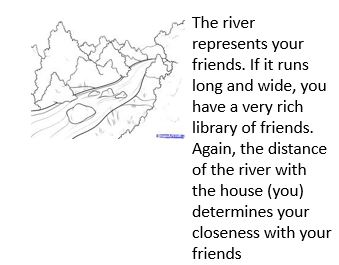 The river
represents your
friends. If it runs
long and wide, you
have a very rich
library of friends.
Again, the distance
of the river with
the house (you)
determines your
closeness with your
friends